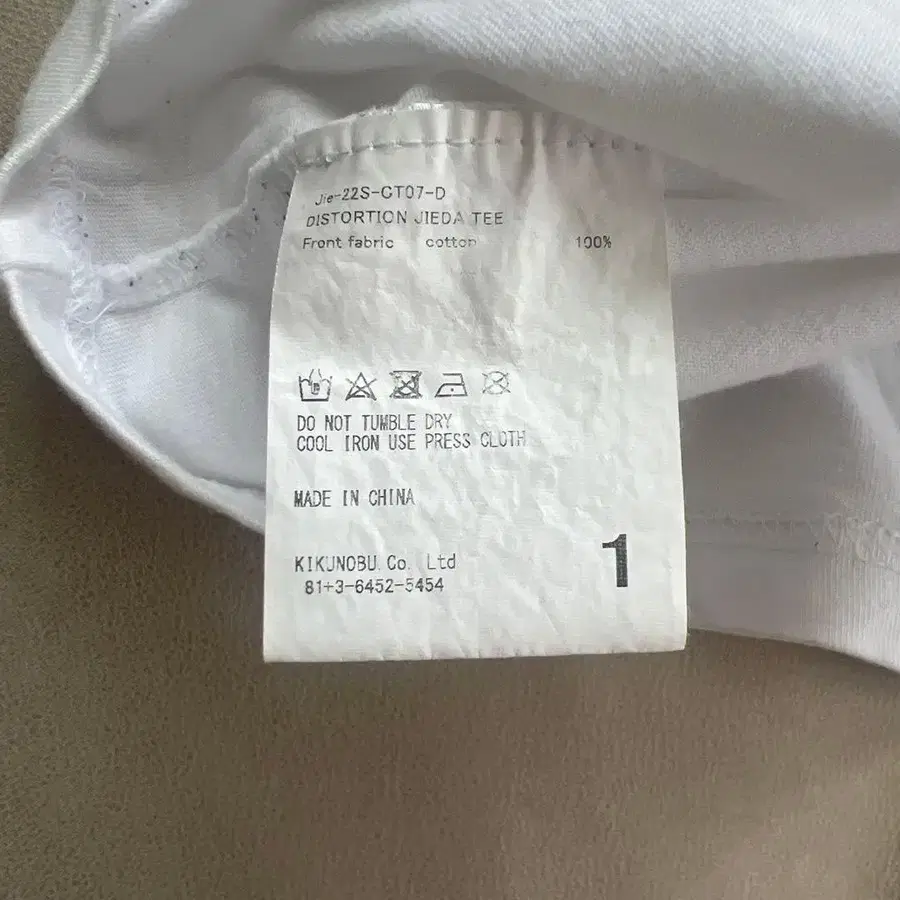 Jie-22S-GT07-D
DISTORTION JIEDA TEE
Front fabric cotton 100%
DO NOT TUMBLE DRY
COOL IRON USE PRESS CLOTH
MADE IN CHINA
KIKUNOBU.Co. Ltd
81+3-6452-5454
1